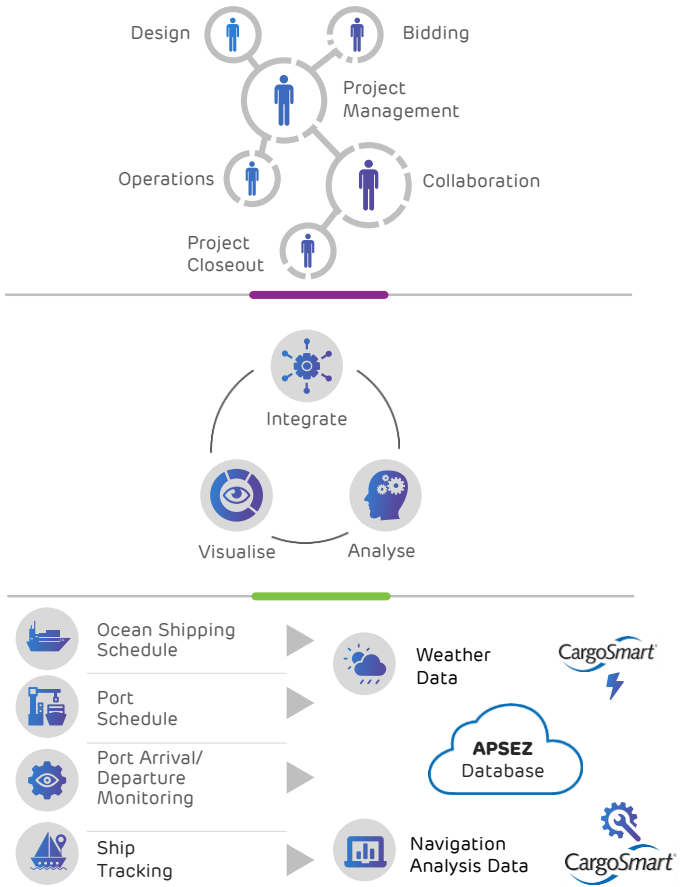 Design
Bidding
Project
Management
Operations
Collaboration
Project
Closeout
Integrate
Visualise
Analyse
Ocean Shipping
Schedule
Port
Schedule
Port Arrival/
Departure
Monitoring
Ship
Tracking
Weather
Data
CargoSmart
APSEZ
Database
Navigation
Analysis Data
CargoSmart